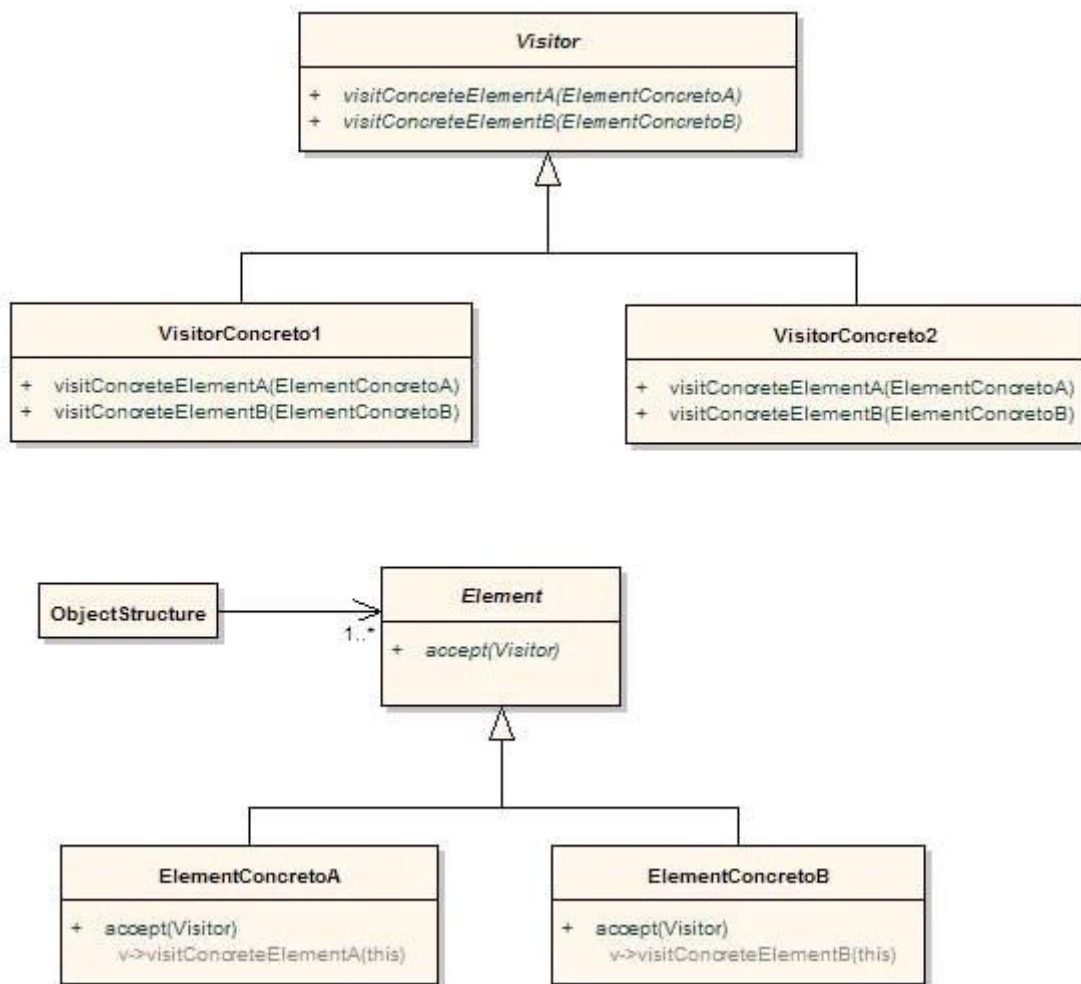 Visitor
+ visitConcreteElementA(ElementConcretoA)
+ visitConcreteElementB(ElementConcretoB)
VisitorConcreto1
+ visitConcreteElementA(ElementConcretoA)
+ visitConcreteElementB(ElementConcretoB)
VisitorConcreto2
+ visitConcreteElementA(ElementConcretoA)
+ visitConcreteElementB(ElementConcretoB)
ObjectStructure
1..*
Element
+ accept(Visitor)
ElementConcretoA
+ accept(Visitor)
v->visitConcreteElementA(this)
ElementConcretoB
+ accept(Visitor)
v->visitConcreteElementB(this)